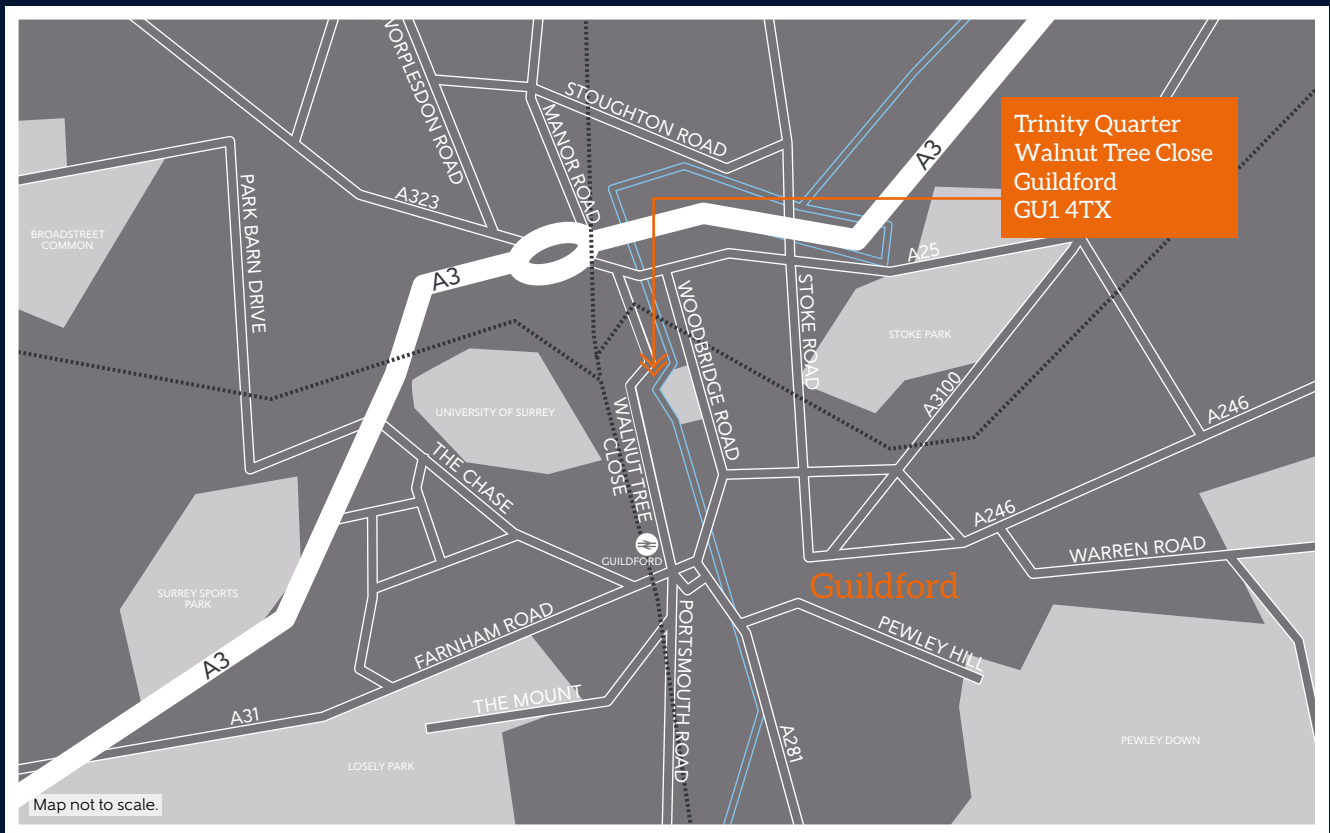 WORPLESDON ROAD
STOUGHTON ROAD
MANOR ROAD
A3
Trinity Quarter
Walnut Tree Close
Guildford
GU1 4TX
PARK BARN DRIVE
A323
BROADSTREET
COMMON
A3
A25
WOODBRIDGE ROAD
STOKE ROAD
STOKE PARK
UNIVERSITY OF SURREY
A3100
A246
WALNUT TREE
CLOSE
THE CHASE
A246
GUILDFORD
WARREN ROAD
Guildford
SURREY SPORTS
PARK
FARNHAM ROAD
PORTSMOUTH ROAD
PEWLEY HILL
A3
THE MOUNT
A31
A281
PEWLEY DOWN
LOSELY PARK
Map not to scale.